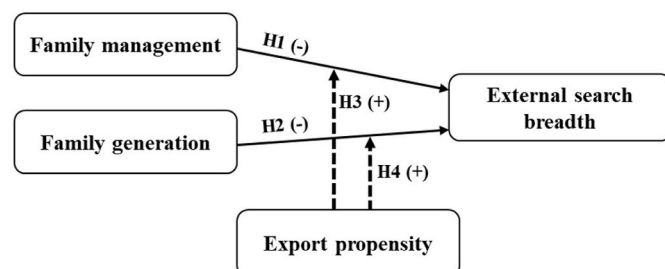 Family management
H1 (-)
External search
breadth
H3 (+)
Family generation
H2 (-)
H4 (+)
Export propensity